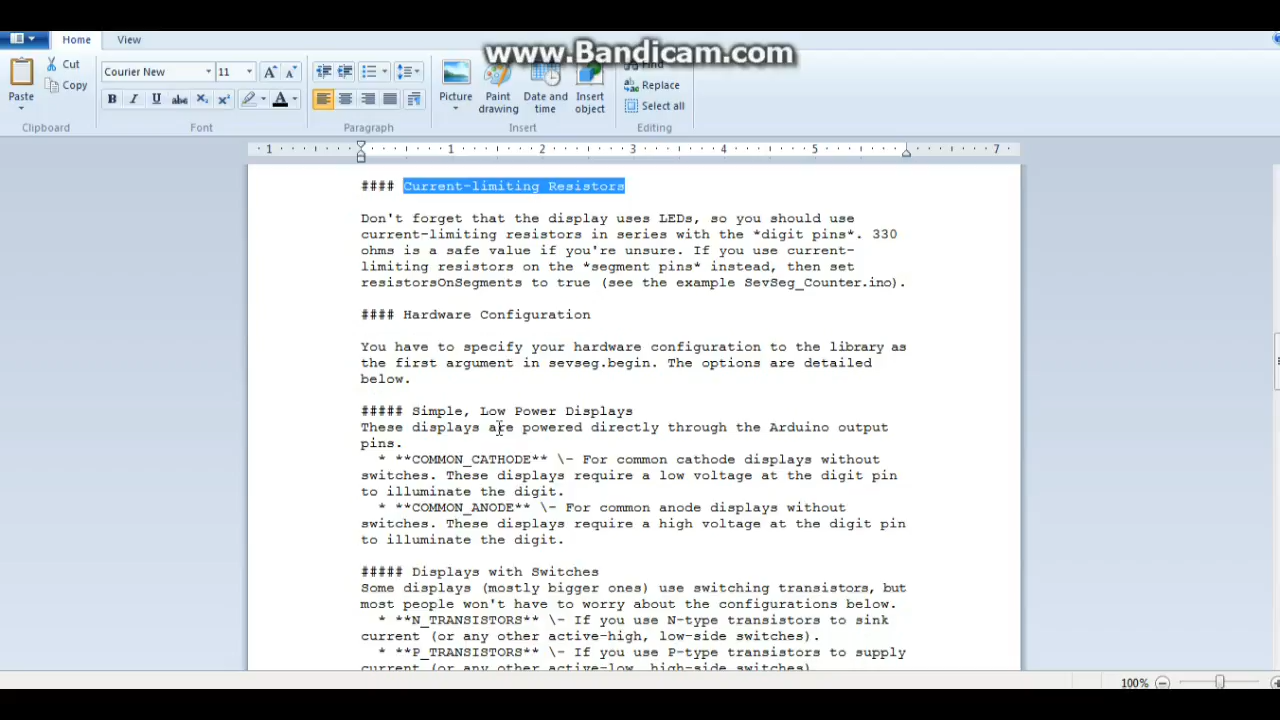 www.Bandicam.com
Home View
Cut
Copy
Paste
Clipboard
Courier New 11
Font
Paragraph
Picture
Paint drawing
Date and time
Insert object
Insert
Find
Replace
Select all
Editing
1 1 2 3 4 5 7
#### Current-limiting Resistors
Don't forget that the display uses LEDs, so you should use
current-limiting resistors in series with the *digit pins*. 330
ohms is a safe value if you're unsure. If you use current-
limiting resistors on the *segment pins* instead, then set
resistorsOnSegments to true (see the example SevSeg_Counter.ino).
#### Hardware Configuration
You have to specify your hardware configuration to the library as
the first argument in sevseg.begin. The options are detailed
below.
##### Simple, Low Power Displays
These displays are powered directly through the Arduino output
pins.
* **COMMON_CATHODE** \- For common cathode displays without
switches. These displays require a low voltage at the digit pin
to illuminate the digit.
* **COMMON_ANODE** \- For common anode displays without
switches. These displays require a high voltage at the digit pin
to illuminate the digit.
##### Displays with Switches
Some displays (mostly bigger ones) use switching transistors, but
most people won't have to worry about the configurations below.
* **N_TRANSISTORS** \- If you use N-type transistors to sink
current (or any other active-high, low-side switches).
* **P_TRANSISTORS** \- If you use P-type transistors to supply
current (or any other active-low, high-side switches)
100%